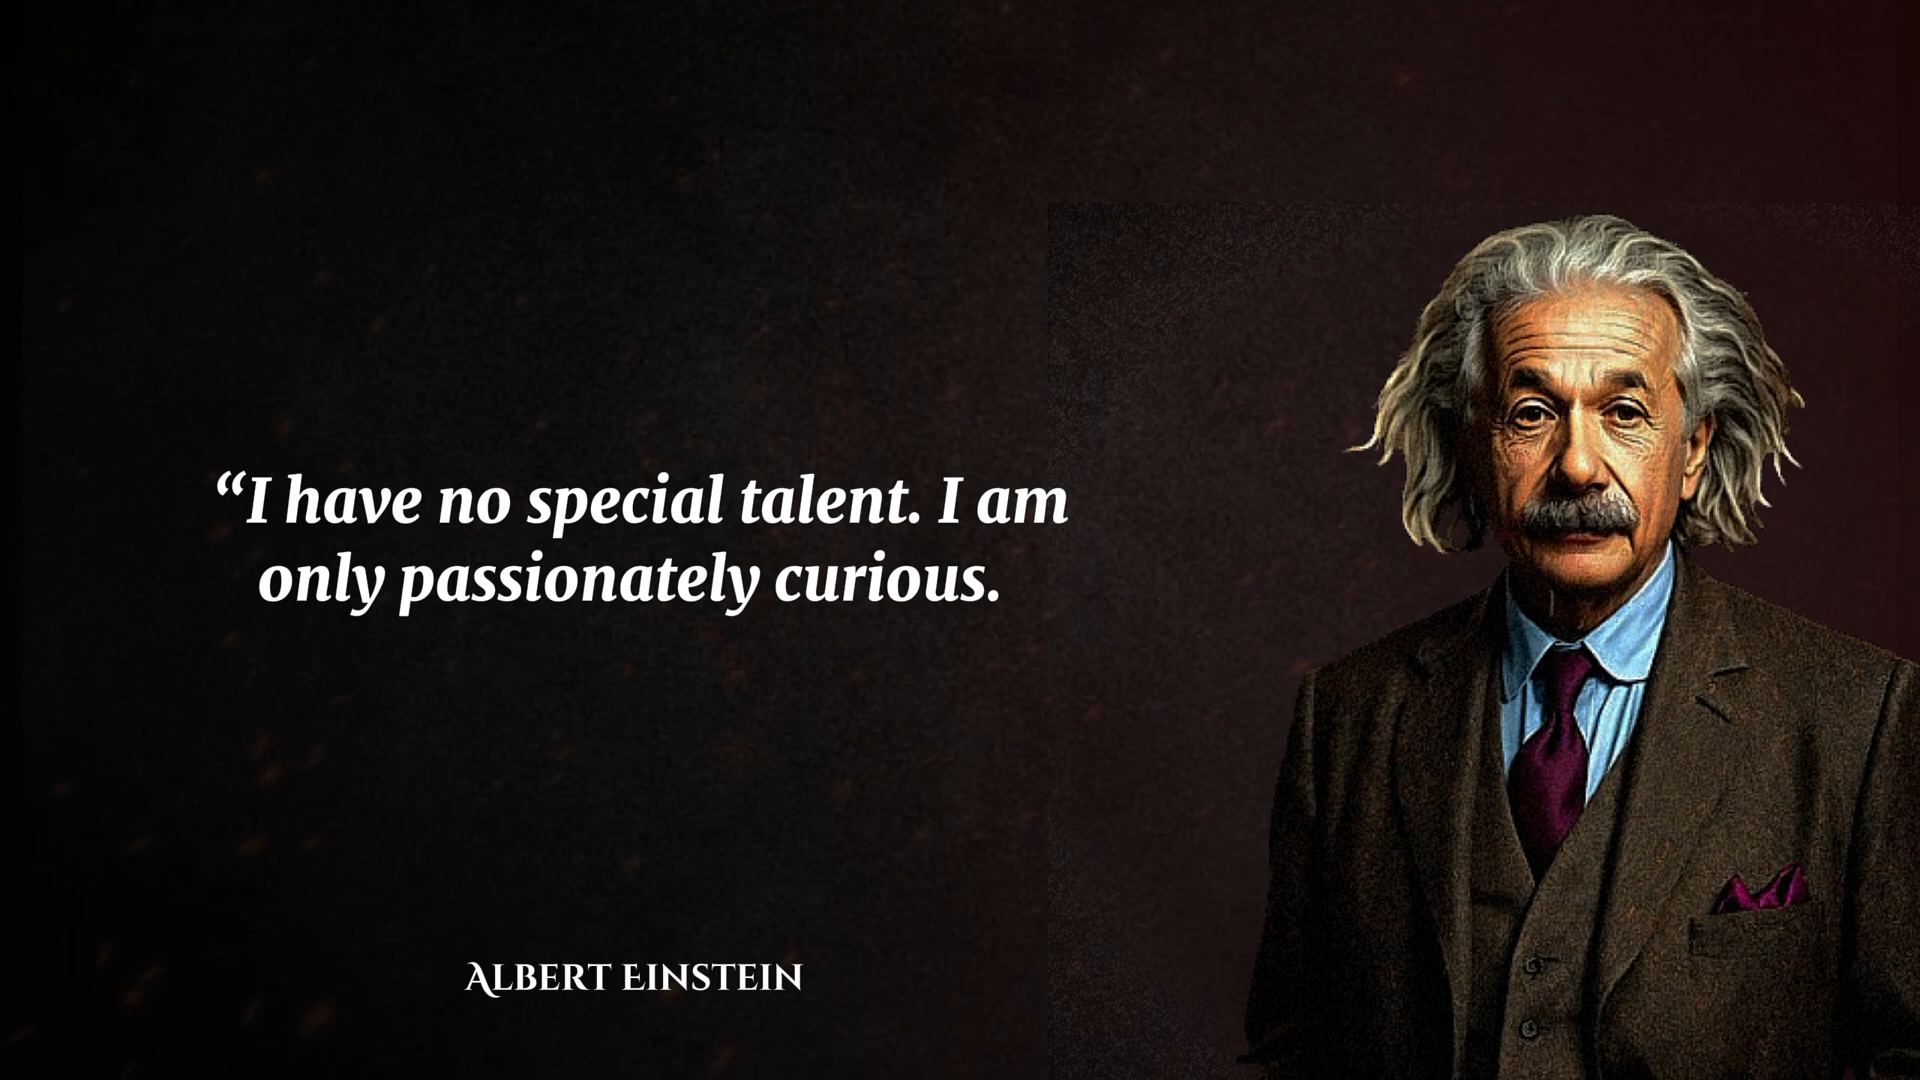 “I have no special talent. I am
only passionately curious.
Albert Einstein